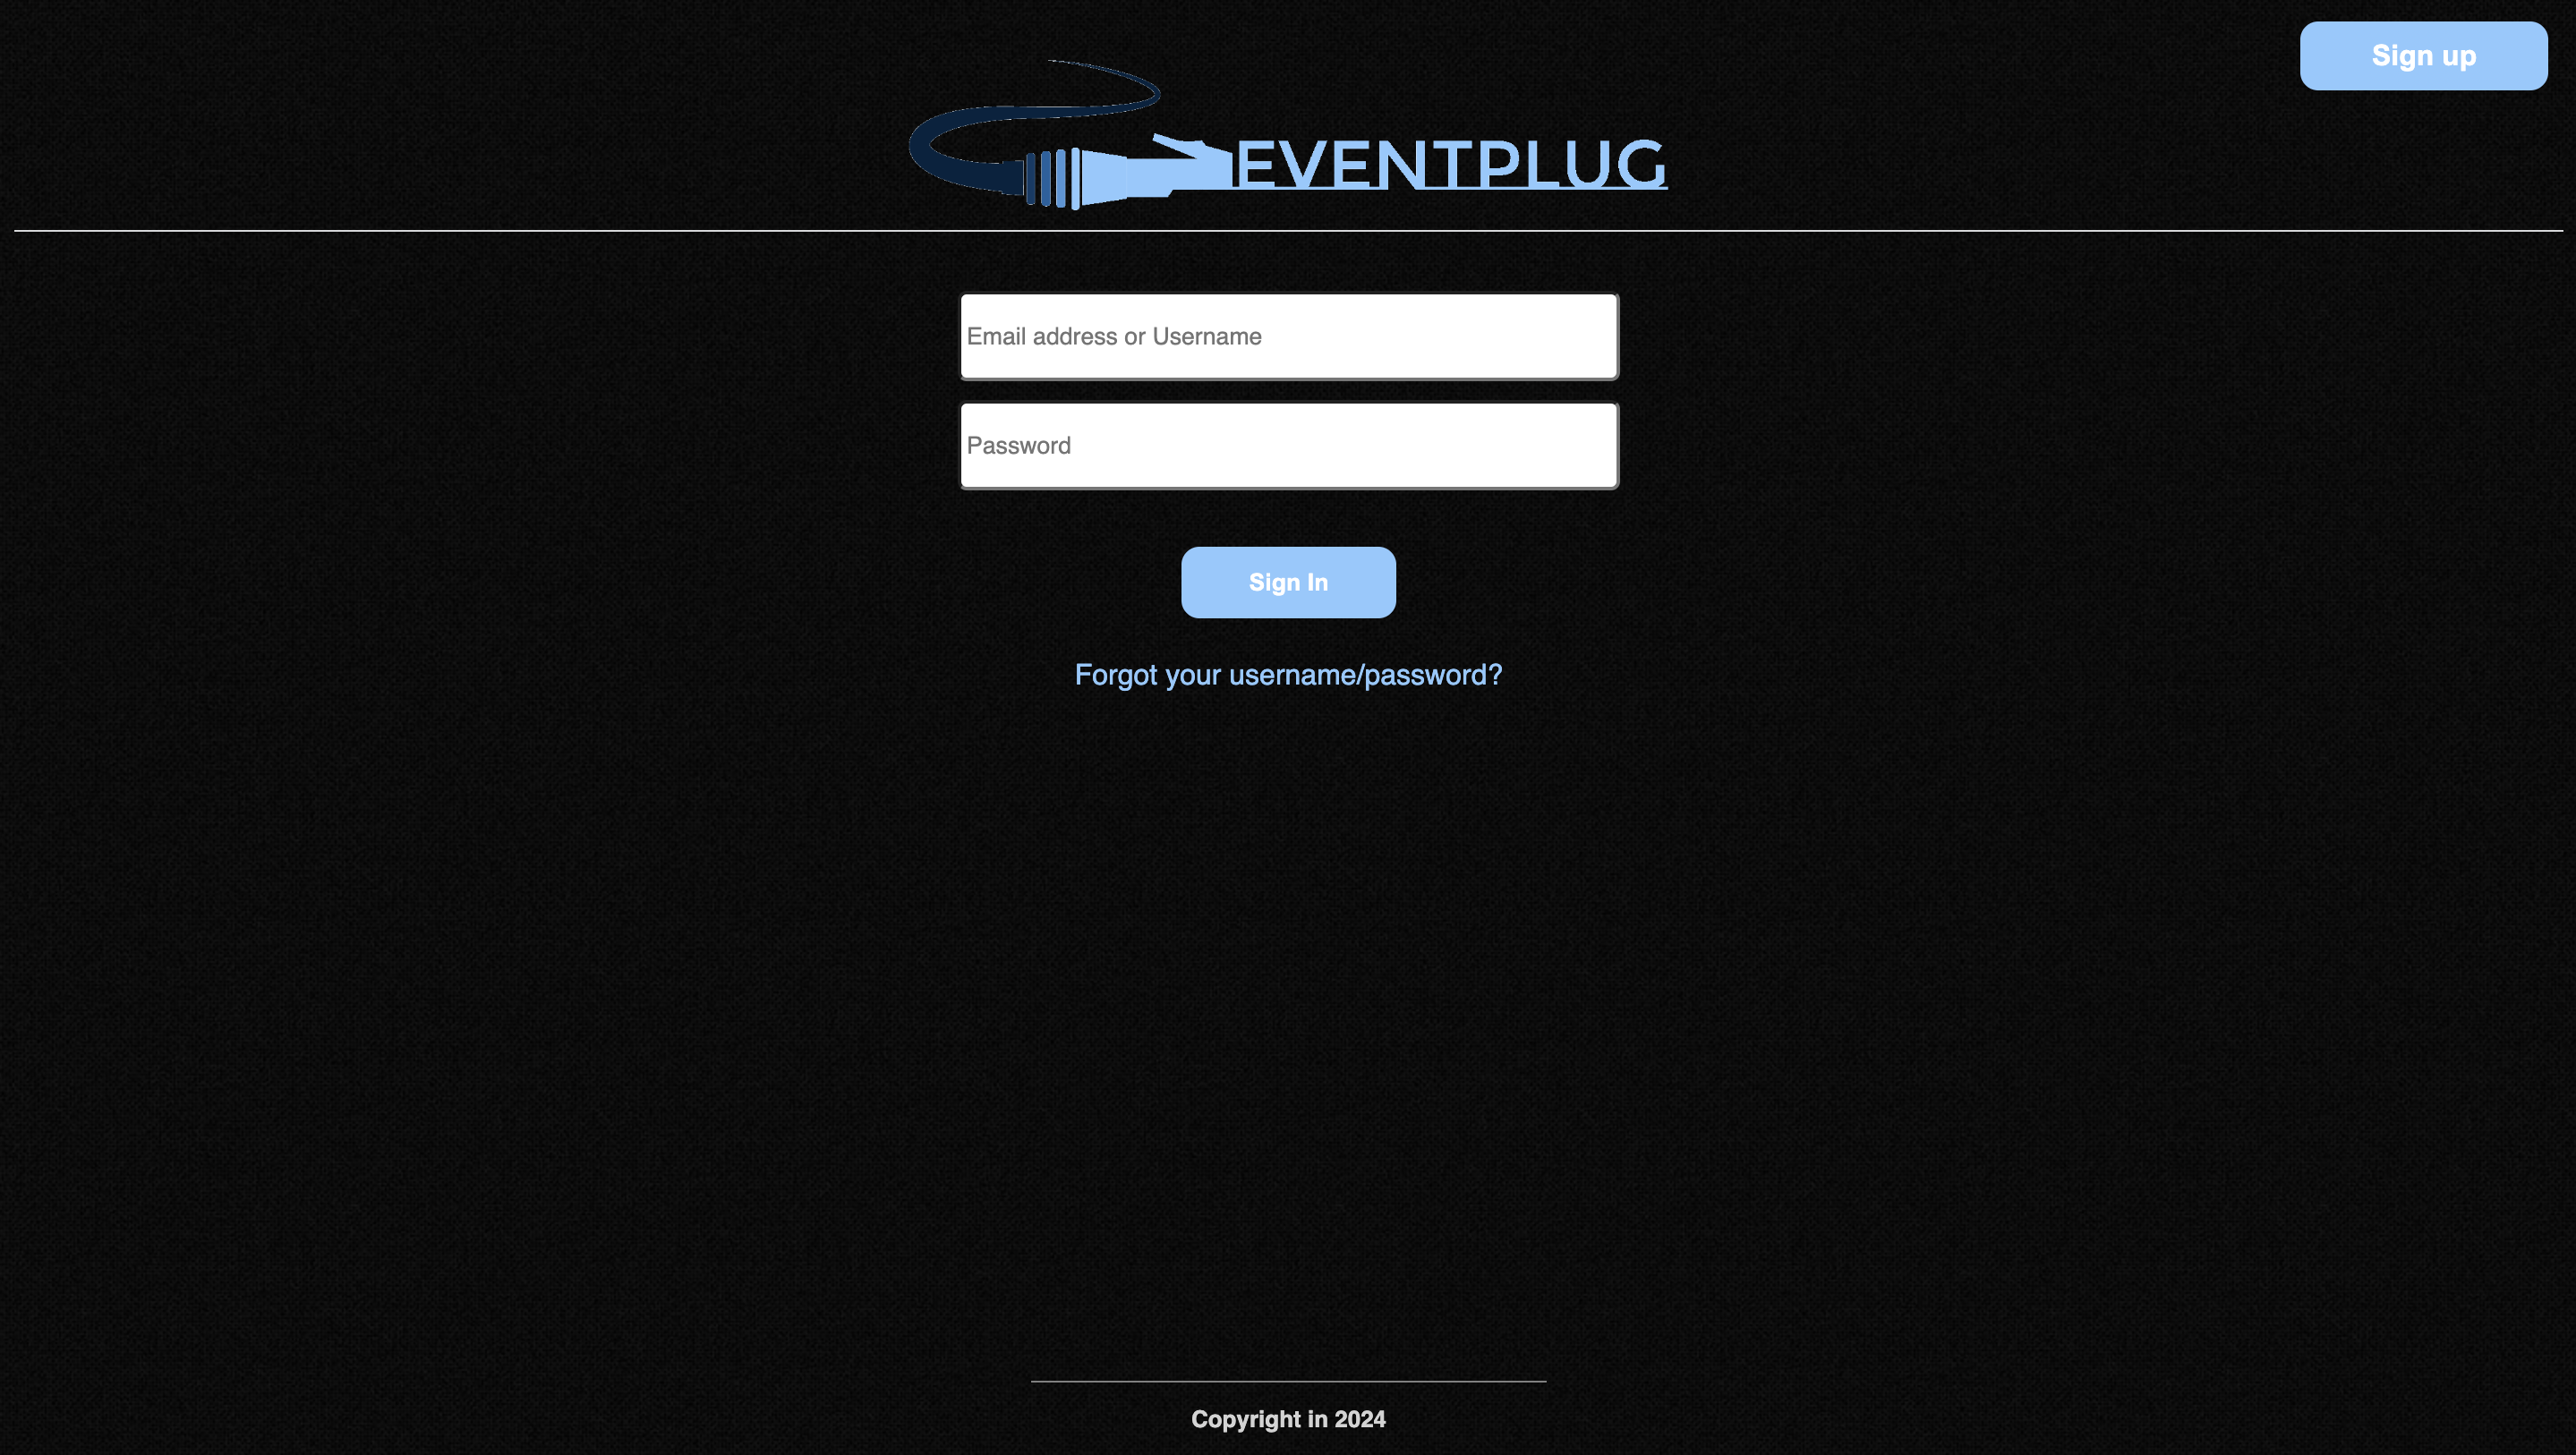 Sign up
EVENTPLUG
Email address or Username
Password
Sign In
Forgot your username/password?
Copyright in 2024